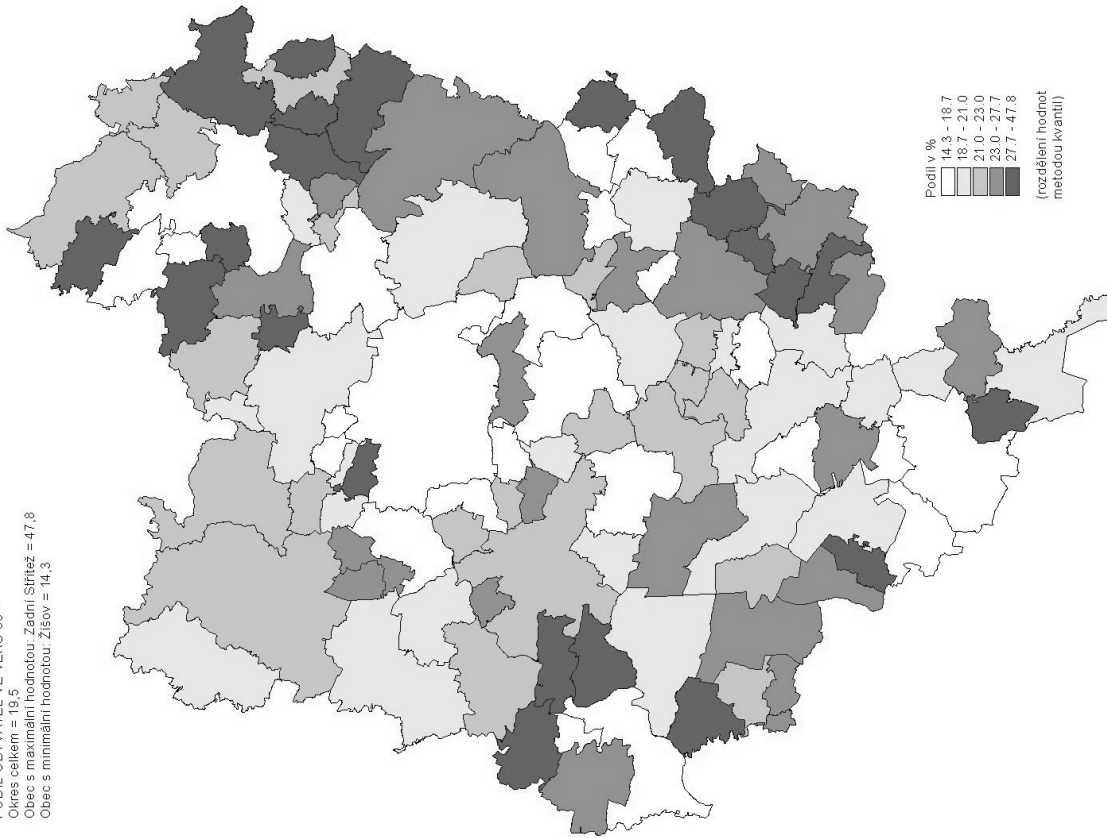 Okres celkem = 19,5
Obec s maximální hodnotou: Zadní Střítež = 47,8
Obec s minimální hodnotou: Žíšov = 14,3
Podíl v %
14.3 - 18.7
18.7 - 21.0
21.0 - 23.0
23.0 - 27.7
27.7 - 47.8
(rozdělení hodnot
metodou kvantil)